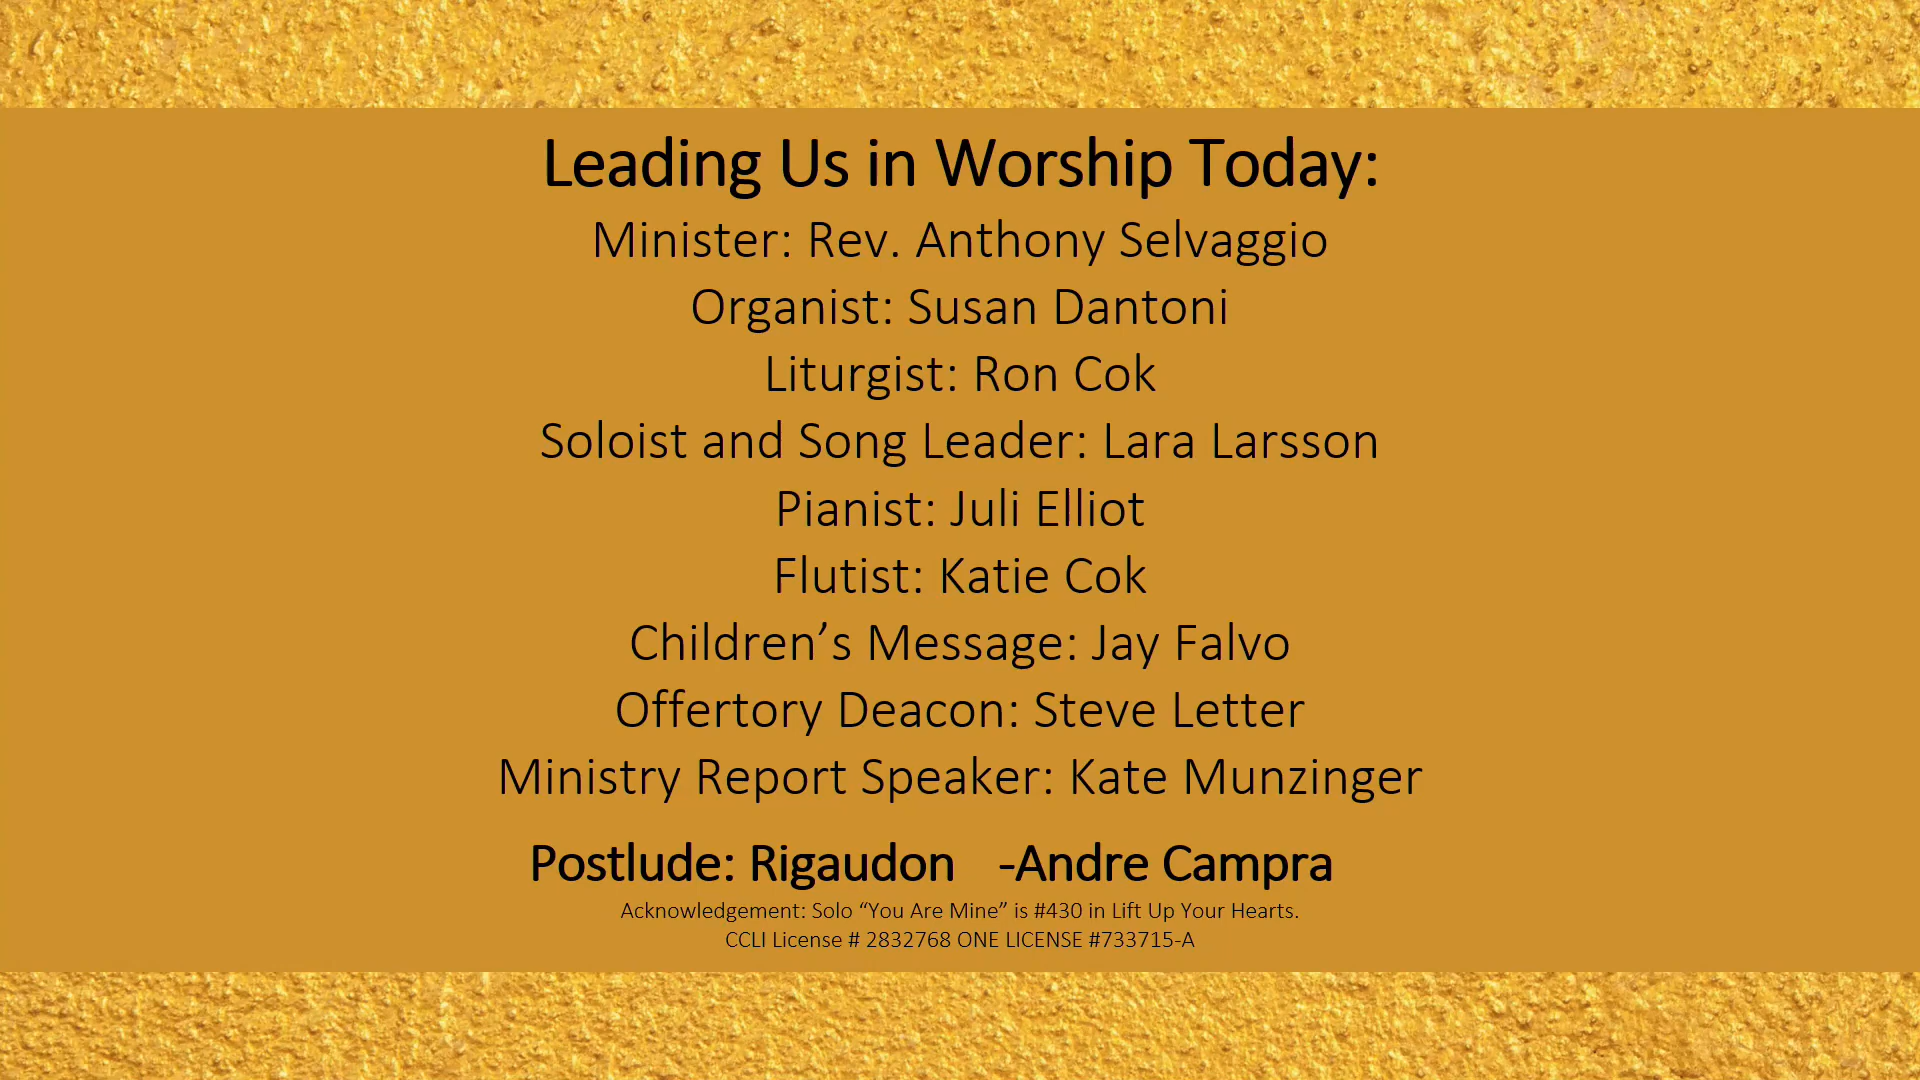 Leading Us in Worship Today:
Minister: Rev. Anthony Selvaggio
Organist: Susan Dantoni
Liturgist: Ron Cok
Soloist and Song Leader: Lara Larsson
Pianist: Juli Elliot
Flutist: Katie Cok
Children’s Message: Jay Falvo
Offertory Deacon: Steve Letter
Ministry Report Speaker: Kate Munzinger
Postlude: Rigaudon -Andre Campra
Acknowledgement: Solo “You Are Mine” is #430 in Lift Up Your Hearts.
CCLI License # 2832768 ONE LICENSE #733715-A